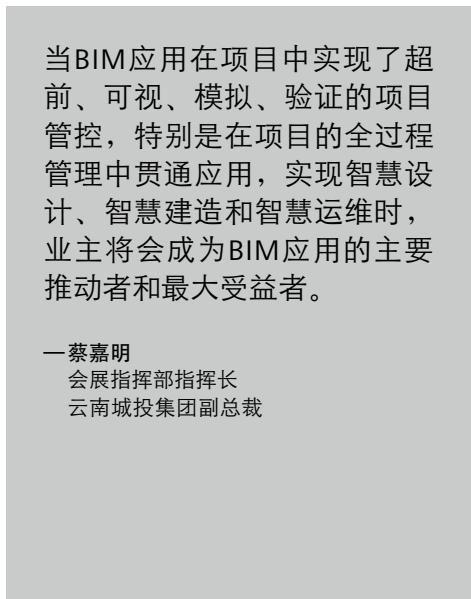 当BIM应用在项目中实现了超
前、可视、模拟、验证的项目
管控，特别是在项目的全过程
管理中贯通应用，实现智慧设
计、智慧建造和智慧运维时，
业主将会成为BIM应用的主要
推动者和最大受益者。
—蔡嘉明
会展指挥部指挥长
云南城投集团副总裁